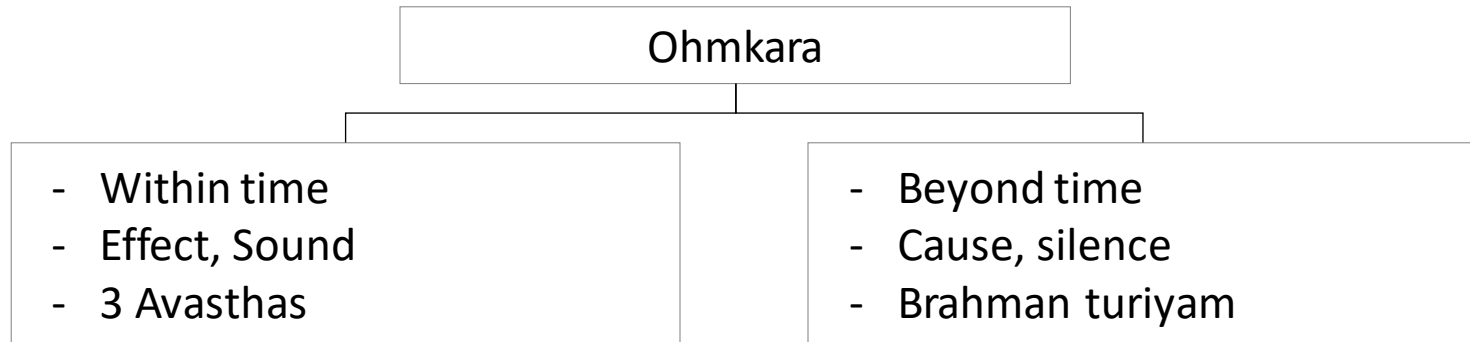 Ohmkara
- Within time
- Effect, Sound
- 3 Avasthas
- Beyond time
- Cause, silence
- Brahman turiyam